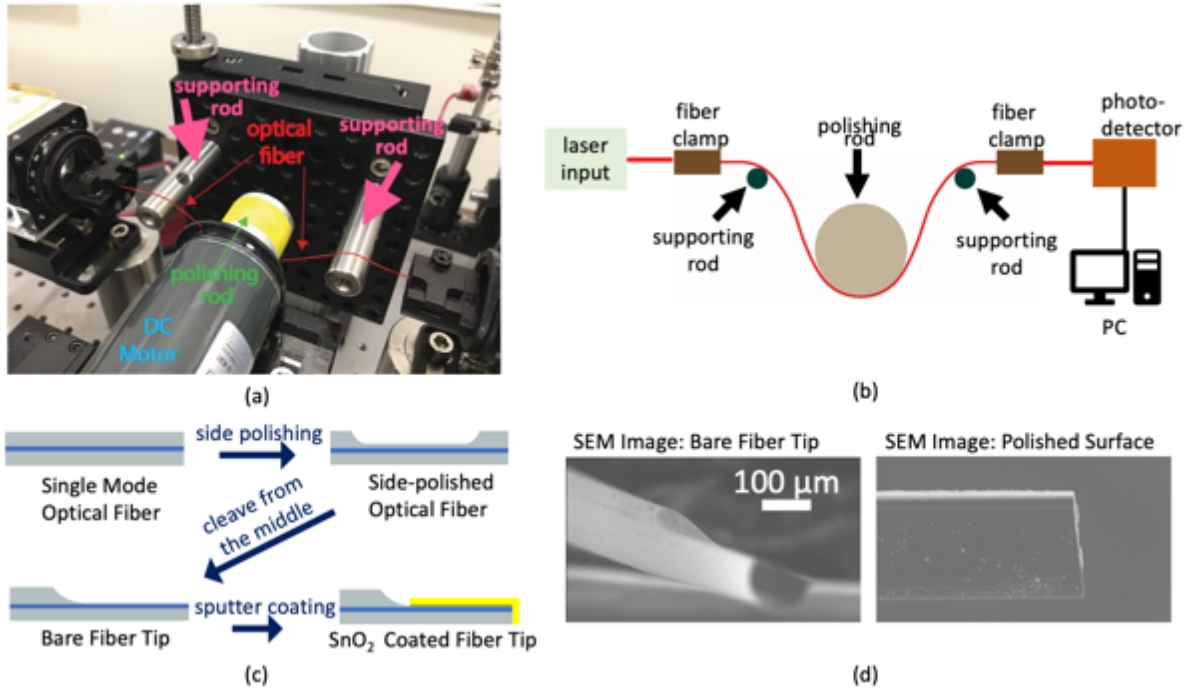 supporting
rod
optical
fiber
supporting
rod
polishing
rod
DC
Motor
(a)
laser
input
fiber
clamp
polishing
rod
fiber
clamp
photo-
detector
supporting
rod
supporting
rod
PC
(b)
side polishing
Single Mode
Optical Fiber
Side-polished
Optical Fiber
cleave from
the middle
sputter coating
Bare Fiber Tip
SnO₂ Coated Fiber Tip
(c)
SEM Image: Bare Fiber Tip
100 µm
SEM Image: Polished Surface
(d)